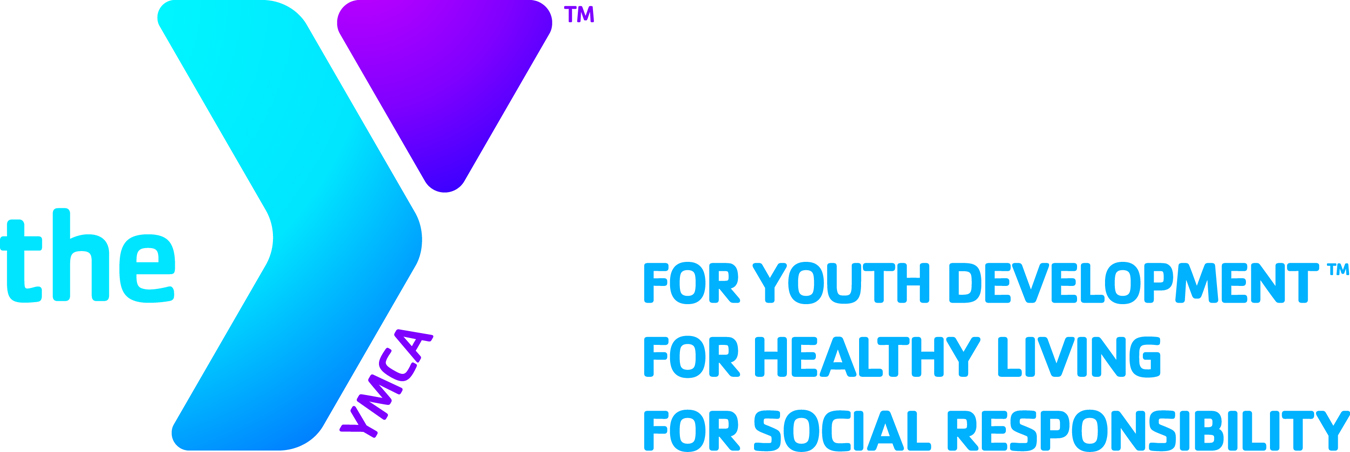 the
YMCA
TM
FOR YOUTH DEVELOPMENT™
FOR HEALTHY LIVING
FOR SOCIAL RESPONSIBILITY